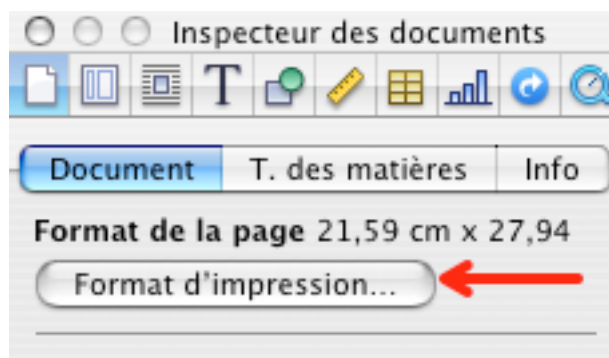 Inspecteur des documents
T
Document T. des matières Info
Format de la page 21,59 cm x 27,94
Format d’impression...